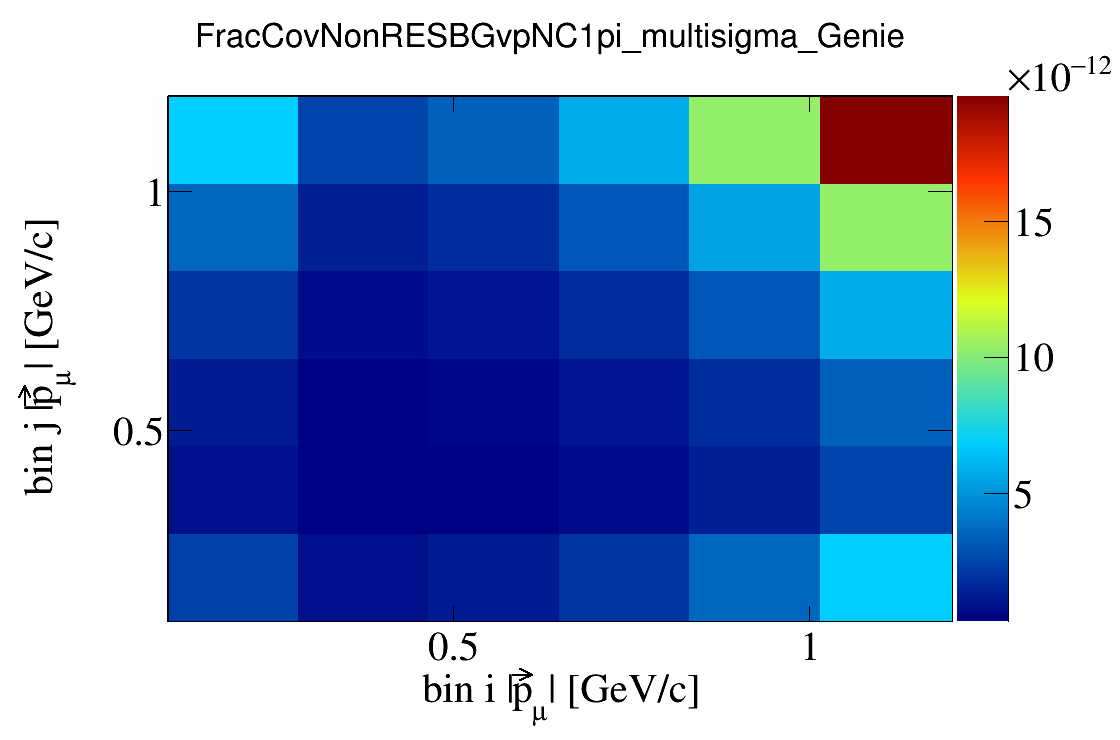 FracCovNonRESBGvpNC1pi_multisigma_Genie
×10⁻¹²
15
10
5
1
0.5
bin j |p⃗_μ| [GeV/c]
0.5 1
bin i |p⃗_μ| [GeV/c]